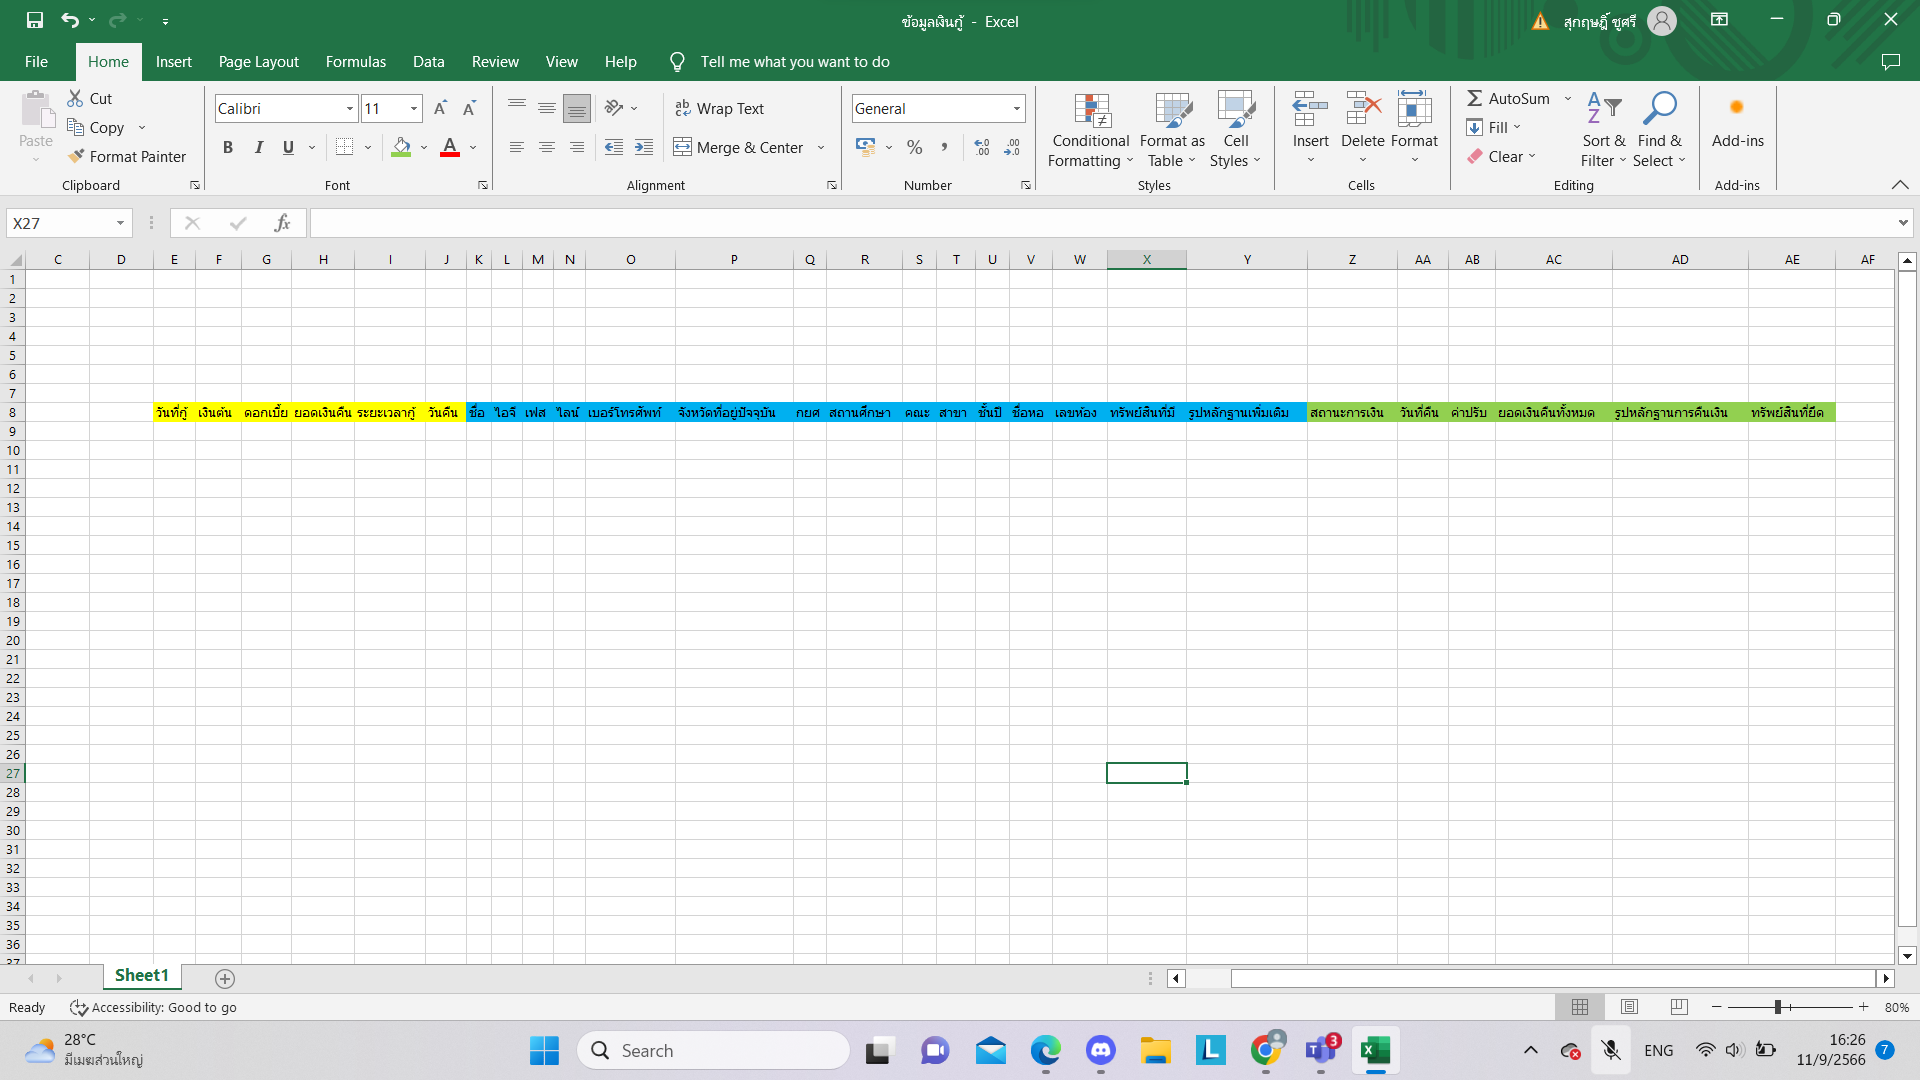 ข้อมูลเงินกู้ - Excel
สุกฤษฎิ์ ชูศรี
File Home Insert Page Layout Formulas Data Review View Help Tell me what you want to do
Paste
Cut
Copy
Format Painter
Clipboard
Calibri 11
A A
B I U A
Font
Wrap Text
Merge & Center
Alignment
General
% ,
Number
Conditional Formatting
Format as Table
Cell Styles
Styles
Insert Delete Format
Cells
AutoSum
Fill
Clear
Sort & Filter
Find & Select
Editing
Add-ins
Add-ins
X27
fx
C D E F G H I J K L M N O P Q R S T U V W X Y Z AA AB AC AD AE AF
1
2
3
4
5
6
7
8 วันที่กู้ เงินต้น ดอกเบี้ย ยอดเงินคืน ระยะเวลากู้ วันคืน ชื่อ ไอจี เฟส ไลน์ เบอร์โทรศัพท์ จังหวัดที่อยู่ปัจจุบัน กยศ สถานศึกษา คณะ สาขา ชั้นปี ชื่อหอ เลขห้อง ทรัพย์สินที่มี รูปหลักฐานเพิ่มเติม สถานะการเงิน วันที่คืน ค่าปรับ ยอดเงินคืนทั้งหมด รูปหลักฐานการคืนเงิน ทรัพย์สินที่ยึด
9
10
11
12
13
14
15
16
17
18
19
20
21
22
23
24
25
26
27
28
29
30
31
32
33
34
35
36
37
Sheet1
Ready Accessibility: Good to go 80%
28°C
มีเมฆส่วนใหญ่
Search
3
ENG
16:26
11/9/2566
7